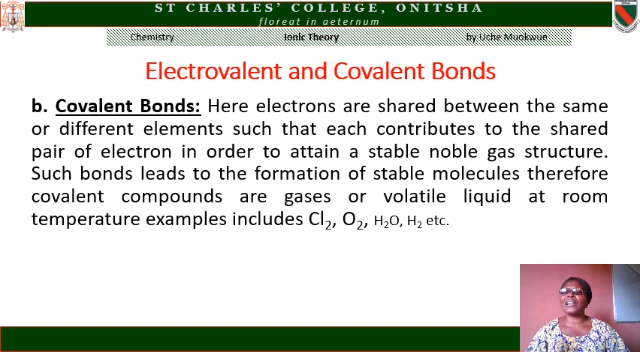 ST CHARLES' COLLEGE, ONITSHA
floreat in aeternum
Chemistry Ionic Theory by Uche Muokwue
Electrovalent and Covalent Bonds
b. Covalent Bonds: Here electrons are shared between the same
or different elements such that each contributes to the shared
pair of electron in order to attain a stable noble gas structure.
Such bonds leads to the formation of stable molecules therefore
covalent compounds are gases or volatile liquid at room
temperature examples includes Cl₂, O₂, H₂O, H₂ etc.